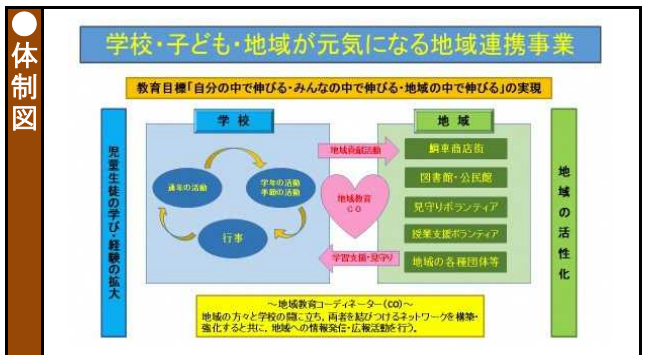 ●体制図
学校・子ども・地域が元気になる地域連携事業
教育目標「自分の中で伸びる・みんなの中で伸びる・地域の中で伸びる」の実現
児童生徒の学び・経験の拡大
学校
通年の活動
学年の活動
季節の活動
行事
地域貢献活動
地域教育
CO
学習支援・見守り
地域
鯛車商店街
図書館・公民館
見守りボランティア
授業支援ボランティア
地域の各種団体等
地域の活性化
～地域教育コーディネーター(CO)～
地域の方々と学校の間に立ち、両者を結びつけるネットワークを構築・
強化すると共に、地域への情報発信・広報活動を行う。